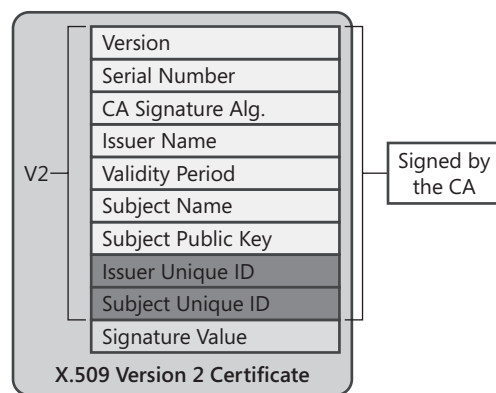 Version
Serial Number
CA Signature Alg.
Issuer Name
V2
Validity Period
Subject Name
Subject Public Key
Issuer Unique ID
Subject Unique ID
Signature Value
Signed by
the CA
X.509 Version 2 Certificate